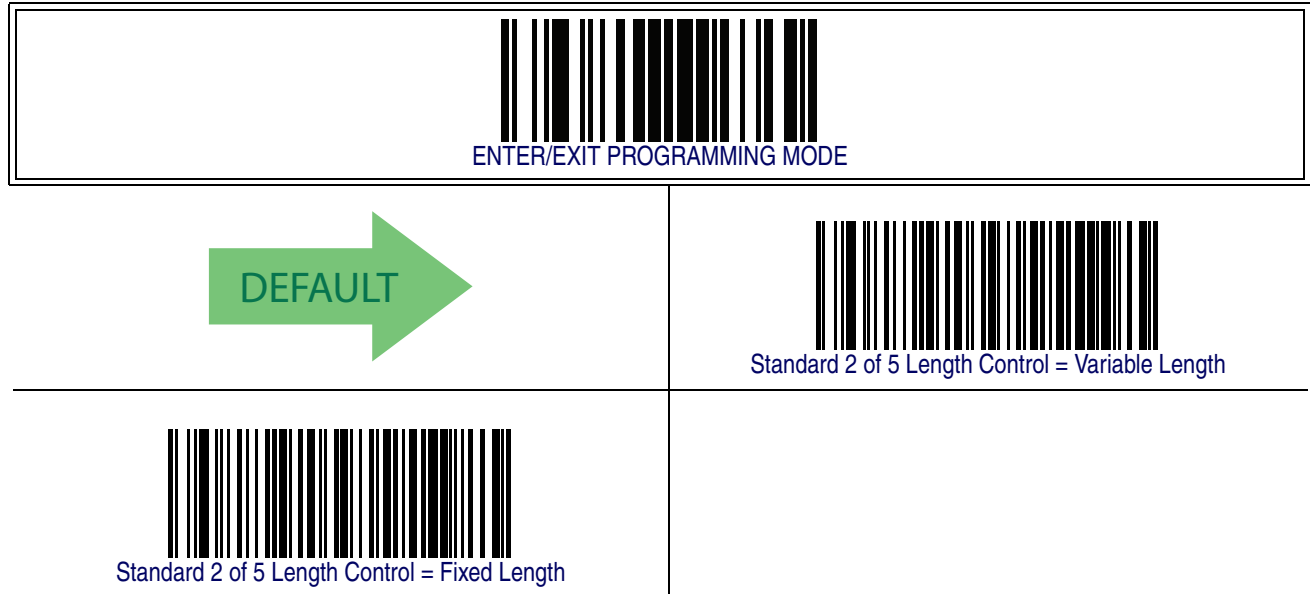 ENTER/EXIT PROGRAMMING MODE
DEFAULT
Standard 2 of 5 Length Control = Variable Length
Standard 2 of 5 Length Control = Fixed Length